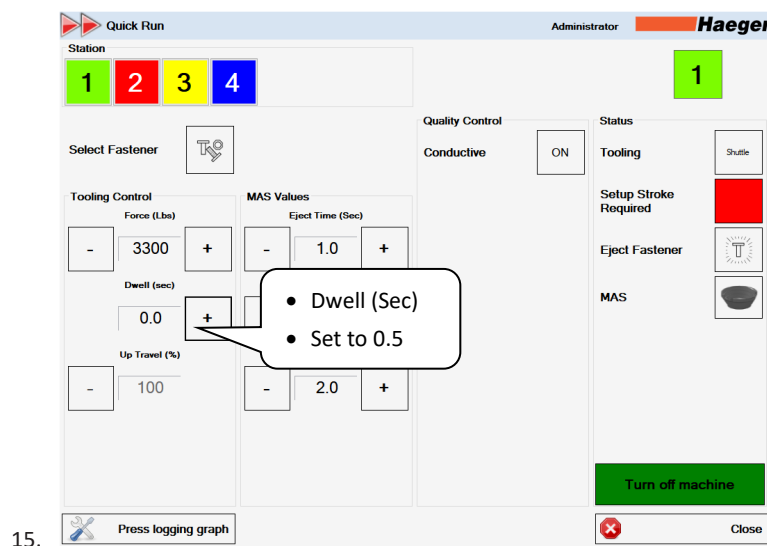 Quick Run
Administrator
Haeger
Station
1 2 3 4
1
Select Fastener
Quality Control
Conductive
ON
Status
Tooling
Shuttle
Setup Stroke
Required
Eject Fastener
MAS
Tooling Control
Force (Lbs)
- 3300 +
Dwell (sec)
0.0 +
Up Travel (%)
- 100
MAS Values
Eject Time (Sec)
- 1.0 +
• Dwell (Sec)
• Set to 0.5
- 2.0 +
Turn off machine
15.
Press logging graph
Close